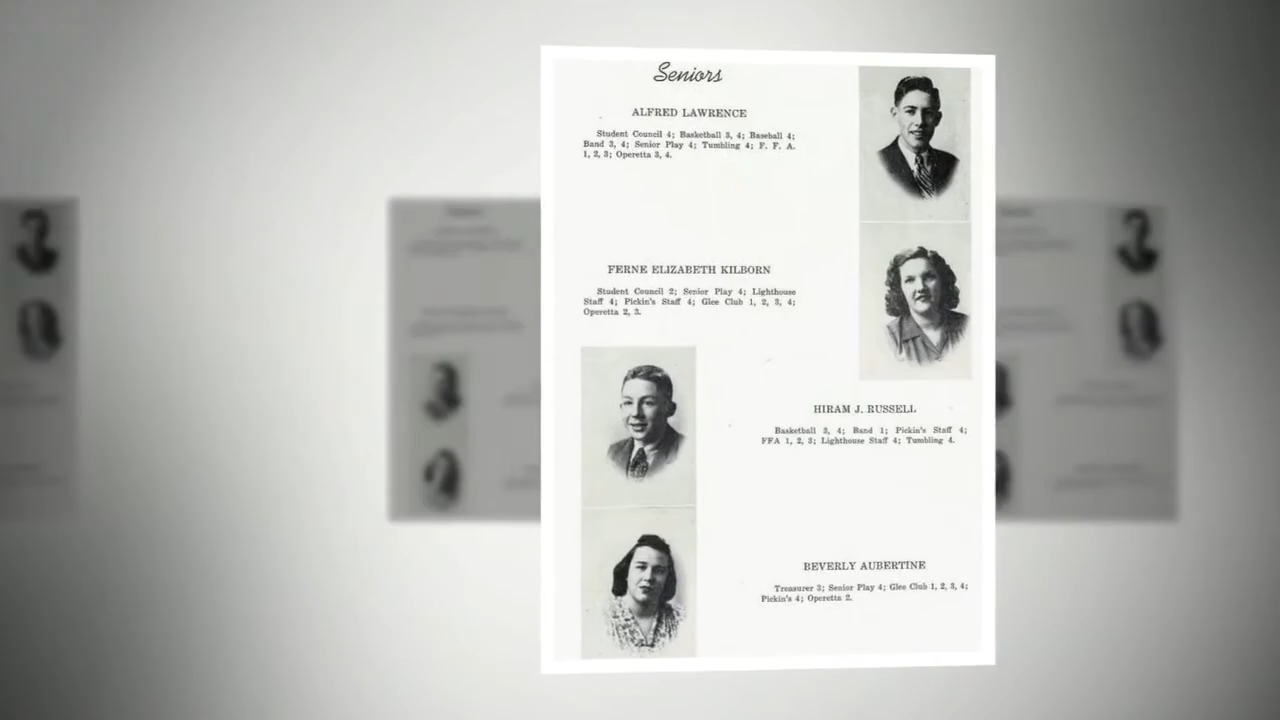 Seniors
ALFRED LAWRENCE
Student Council 4; Basketball 3, 4; Baseball 4;
Band 3, 4; Senior Play 4; Tumbling 4; F. F. A.
1, 2, 3; Operetta 3, 4.
FERNE ELIZABETH KILBORN
Student Council 2; Senior Play 4; Lighthouse
Staff 4; Pickin's Staff 4; Glee Club 1, 2, 3, 4;
Operetta 2, 3.
HIRAM J. RUSSELL
Basketball 3, 4; Band 1; Pickin's Staff 4;
FFA 1, 2, 3; Lighthouse Staff 4; Tumbling 4.
BEVERLY AUBERTINE
Treasurer 3; Senior Play 4; Glee Club 1, 2, 3, 4;
Pickin's 4; Operetta 2.